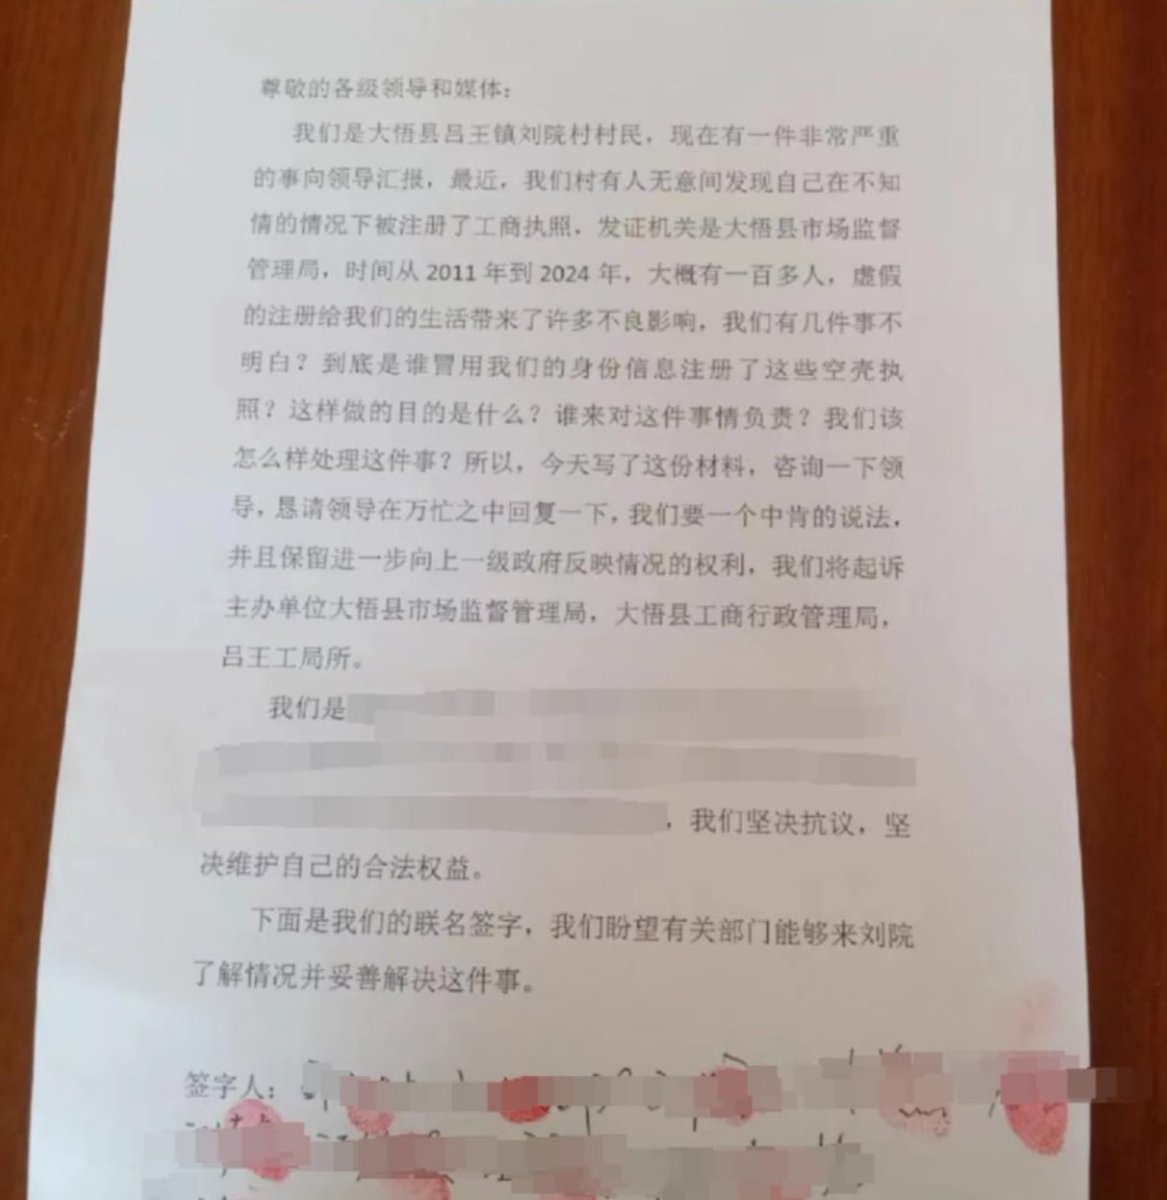 尊敬的各级领导和媒体：
我们是大悟县吕王镇刘院村村民，现在有一件非常严重
的事向领导汇报，最近，我们村有人无意间发现自己在不知
情的情况下被注册了工商执照，发证机关是大悟县市场监督
管理局，时间从 2011 年到 2024 年，大概有一百多人，虚假
的注册给我们的生活带来了许多不良影响，我们有几件事不
明白？到底是谁冒用我们的身份信息注册了这些空壳执
照？这样做的目的是什么？谁来对这件事情负责？我们该
怎么样处理这件事？所以，今天写了这份材料，咨询一下领
导，恳请领导在万忙之中回复一下，我们要一个中肯的说法，
并且保留进一步向上一级政府反映情况的权利，我们将起诉
主办单位大悟县市场监督管理局，大悟县工商行政管理局，
吕王工局所。
我们是
，我们坚决抗议，坚
决维护自己的合法权益。
下面是我们的联名签字，我们盼望有关部门能够来刘院
了解情况并妥善解决这件事。
签字人：